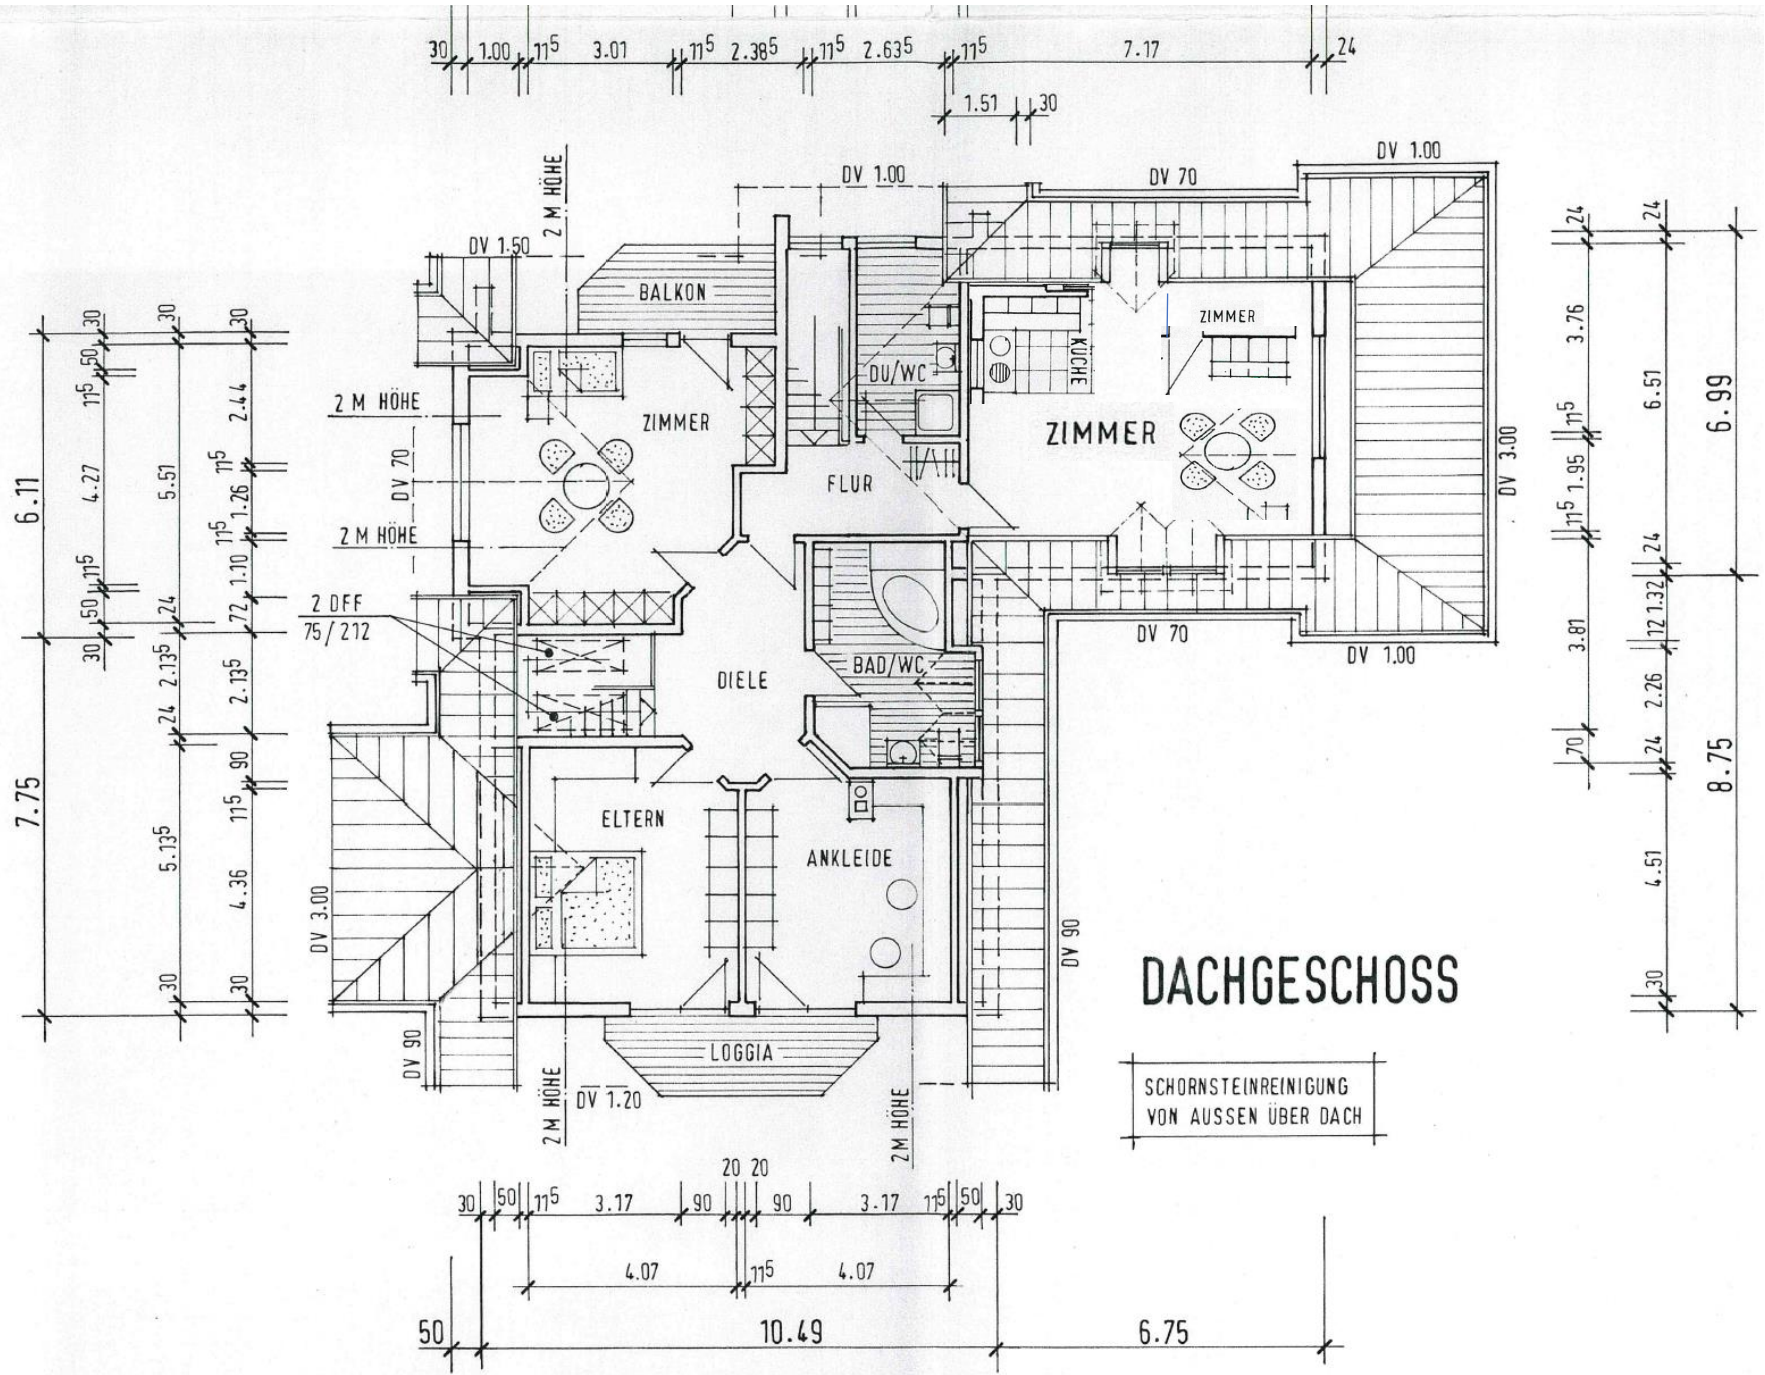 30 1.00 11⁵ 3.01 11⁵ 2.38⁵ 11⁵ 2.63⁵ 11⁵ 7.17 24
1.51 30
DV 1.00
DV 70
DV 1.00
2 M HÖHE
DV 1.50
BALKON
ZIMMER
KÜCHE
DU/WC
2 M HÖHE
ZIMMER
ZIMMER
DV 70
FLUR
DV 3.00
2 M HÖHE
2 DFF
75/212
DV 70
DV 1.00
BAD/WC
DIELE
ELTERN
ANKLEIDE
DV 3.00
DV 90
DACHGESCHOSS
DV 90
LOGGIA
2M HÖHE
DV 1.20
2M HÖHE
SCHORNSTEINREINIGUNG
VON AUSSEN ÜBER DACH
6.11
7.75
30
50
11⁵
4.27
11⁵
50
30
30
5.51
24
2.13⁵
24
5.13⁵
30
30
2.44
11⁵
1.26
11⁵
1.10
72
2.13⁵
90
11⁵
4.36
30
24
3.76
11⁵
1.95
11⁵
3.81
70
24
6.51
24
1.32
12
2.26
24
4.51
30
6.99
8.75
20 20
30 50 11⁵ 3.17 90 90 3.17 11⁵ 50 30
4.07 11⁵ 4.07
50 10.49 6.75